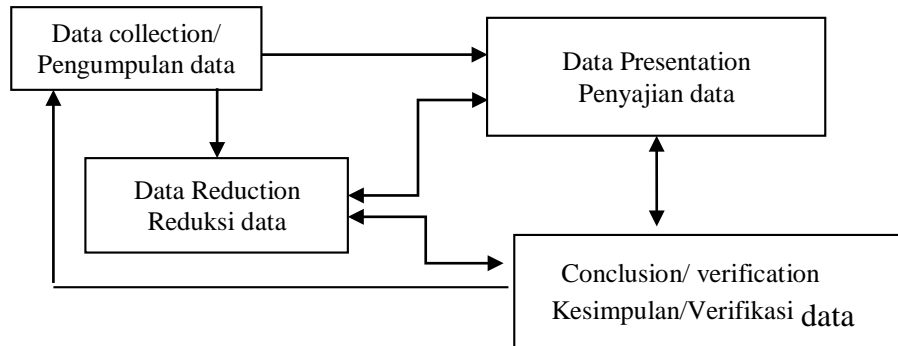 Data collection/
Pengumpulan data
Data Presentation
Penyajian data
Data Reduction
Reduksi data
Conclusion/ verification
Kesimpulan/Verifikasi data